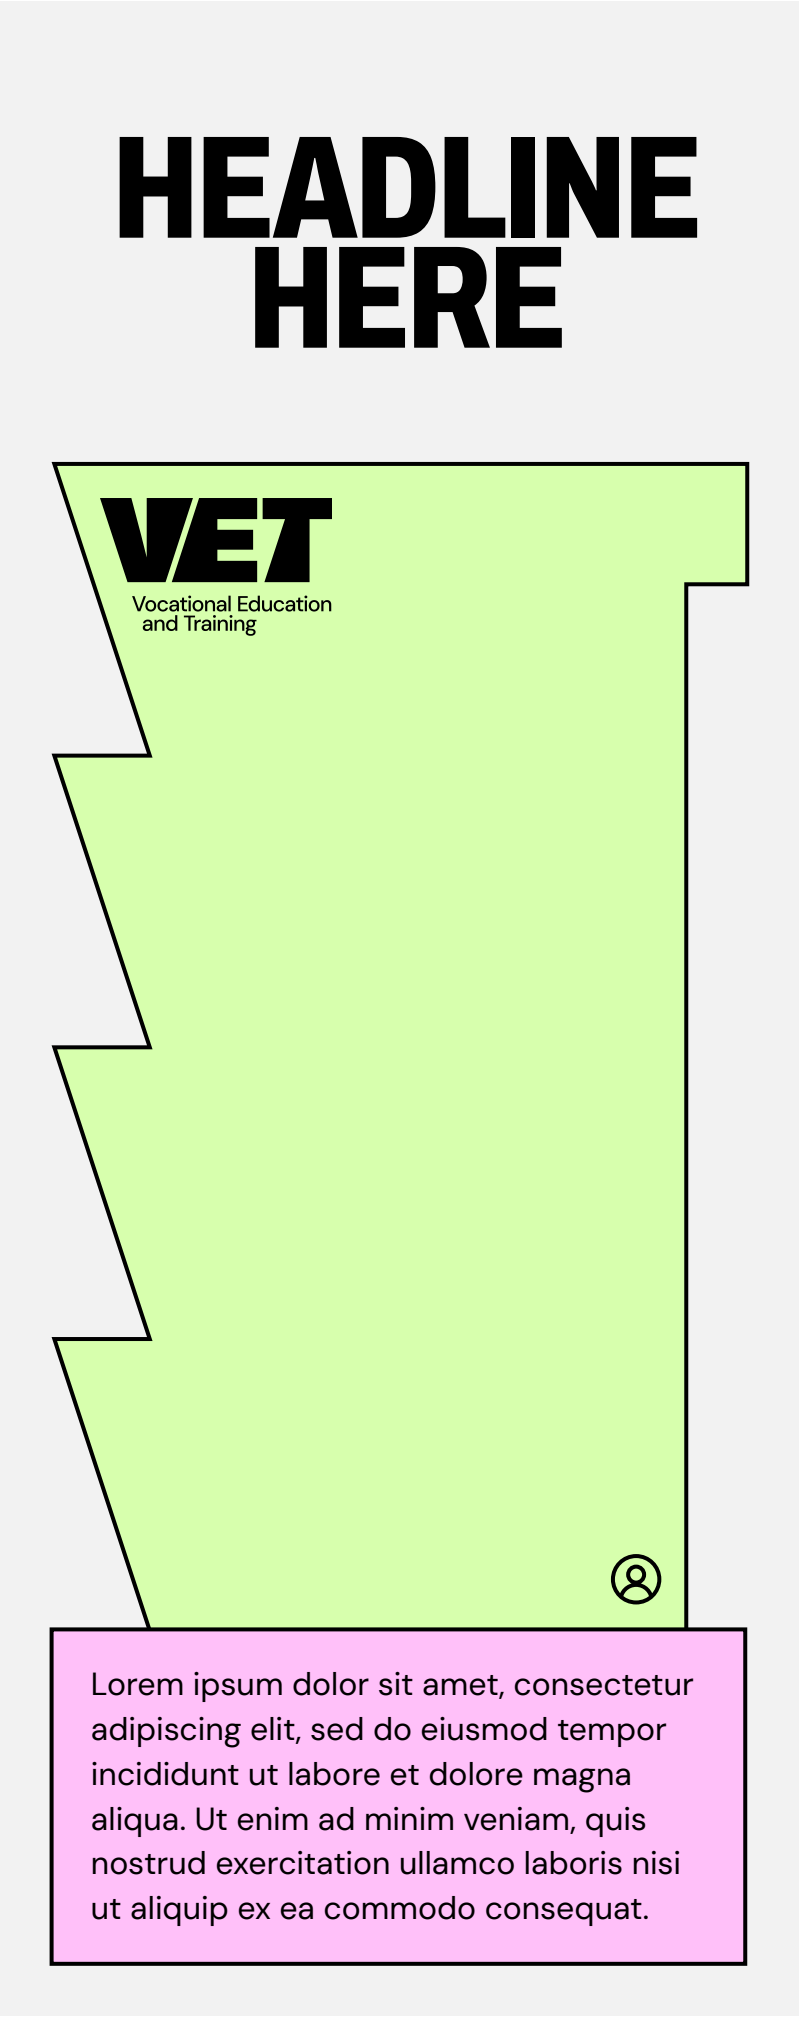 HEADLINE
HERE
VET
Vocational Education
and Training
Lorem ipsum dolor sit amet, consectetur
adipiscing elit, sed do eiusmod tempor
incididunt ut labore et dolore magna
aliqua. Ut enim ad minim veniam, quis
nostrud exercitation ullamco laboris nisi
ut aliquip ex ea commodo consequat.